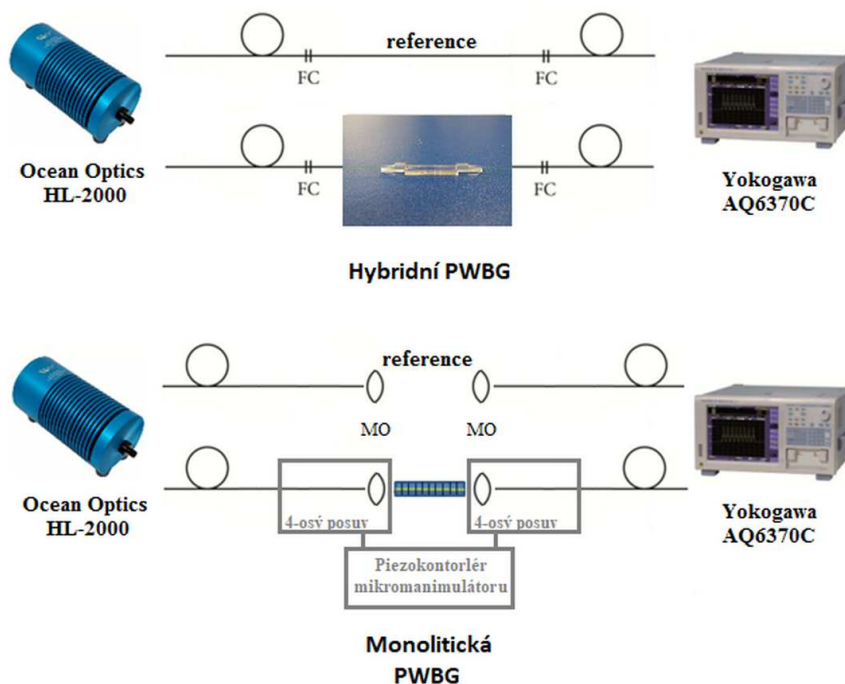 reference
FC
FC
Ocean Optics
HL-2000
FC
FC
Yokogawa
AQ6370C
Hybridní PWBG
reference
MO
MO
Ocean Optics
HL-2000
4-osý posuv
4-osý posuv
Yokogawa
AQ6370C
Piezokontorlér
mikromanimulátoru
Monolitická
PWBG